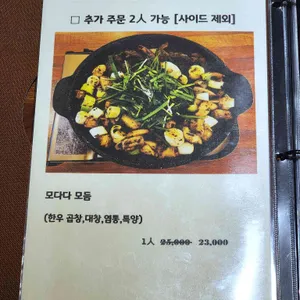 □ 추가 주문 2人 가능 [사이드 제외]
모다다 모듬
(한우 곱창,대창,염통,특양)
1人 25,000 23,000